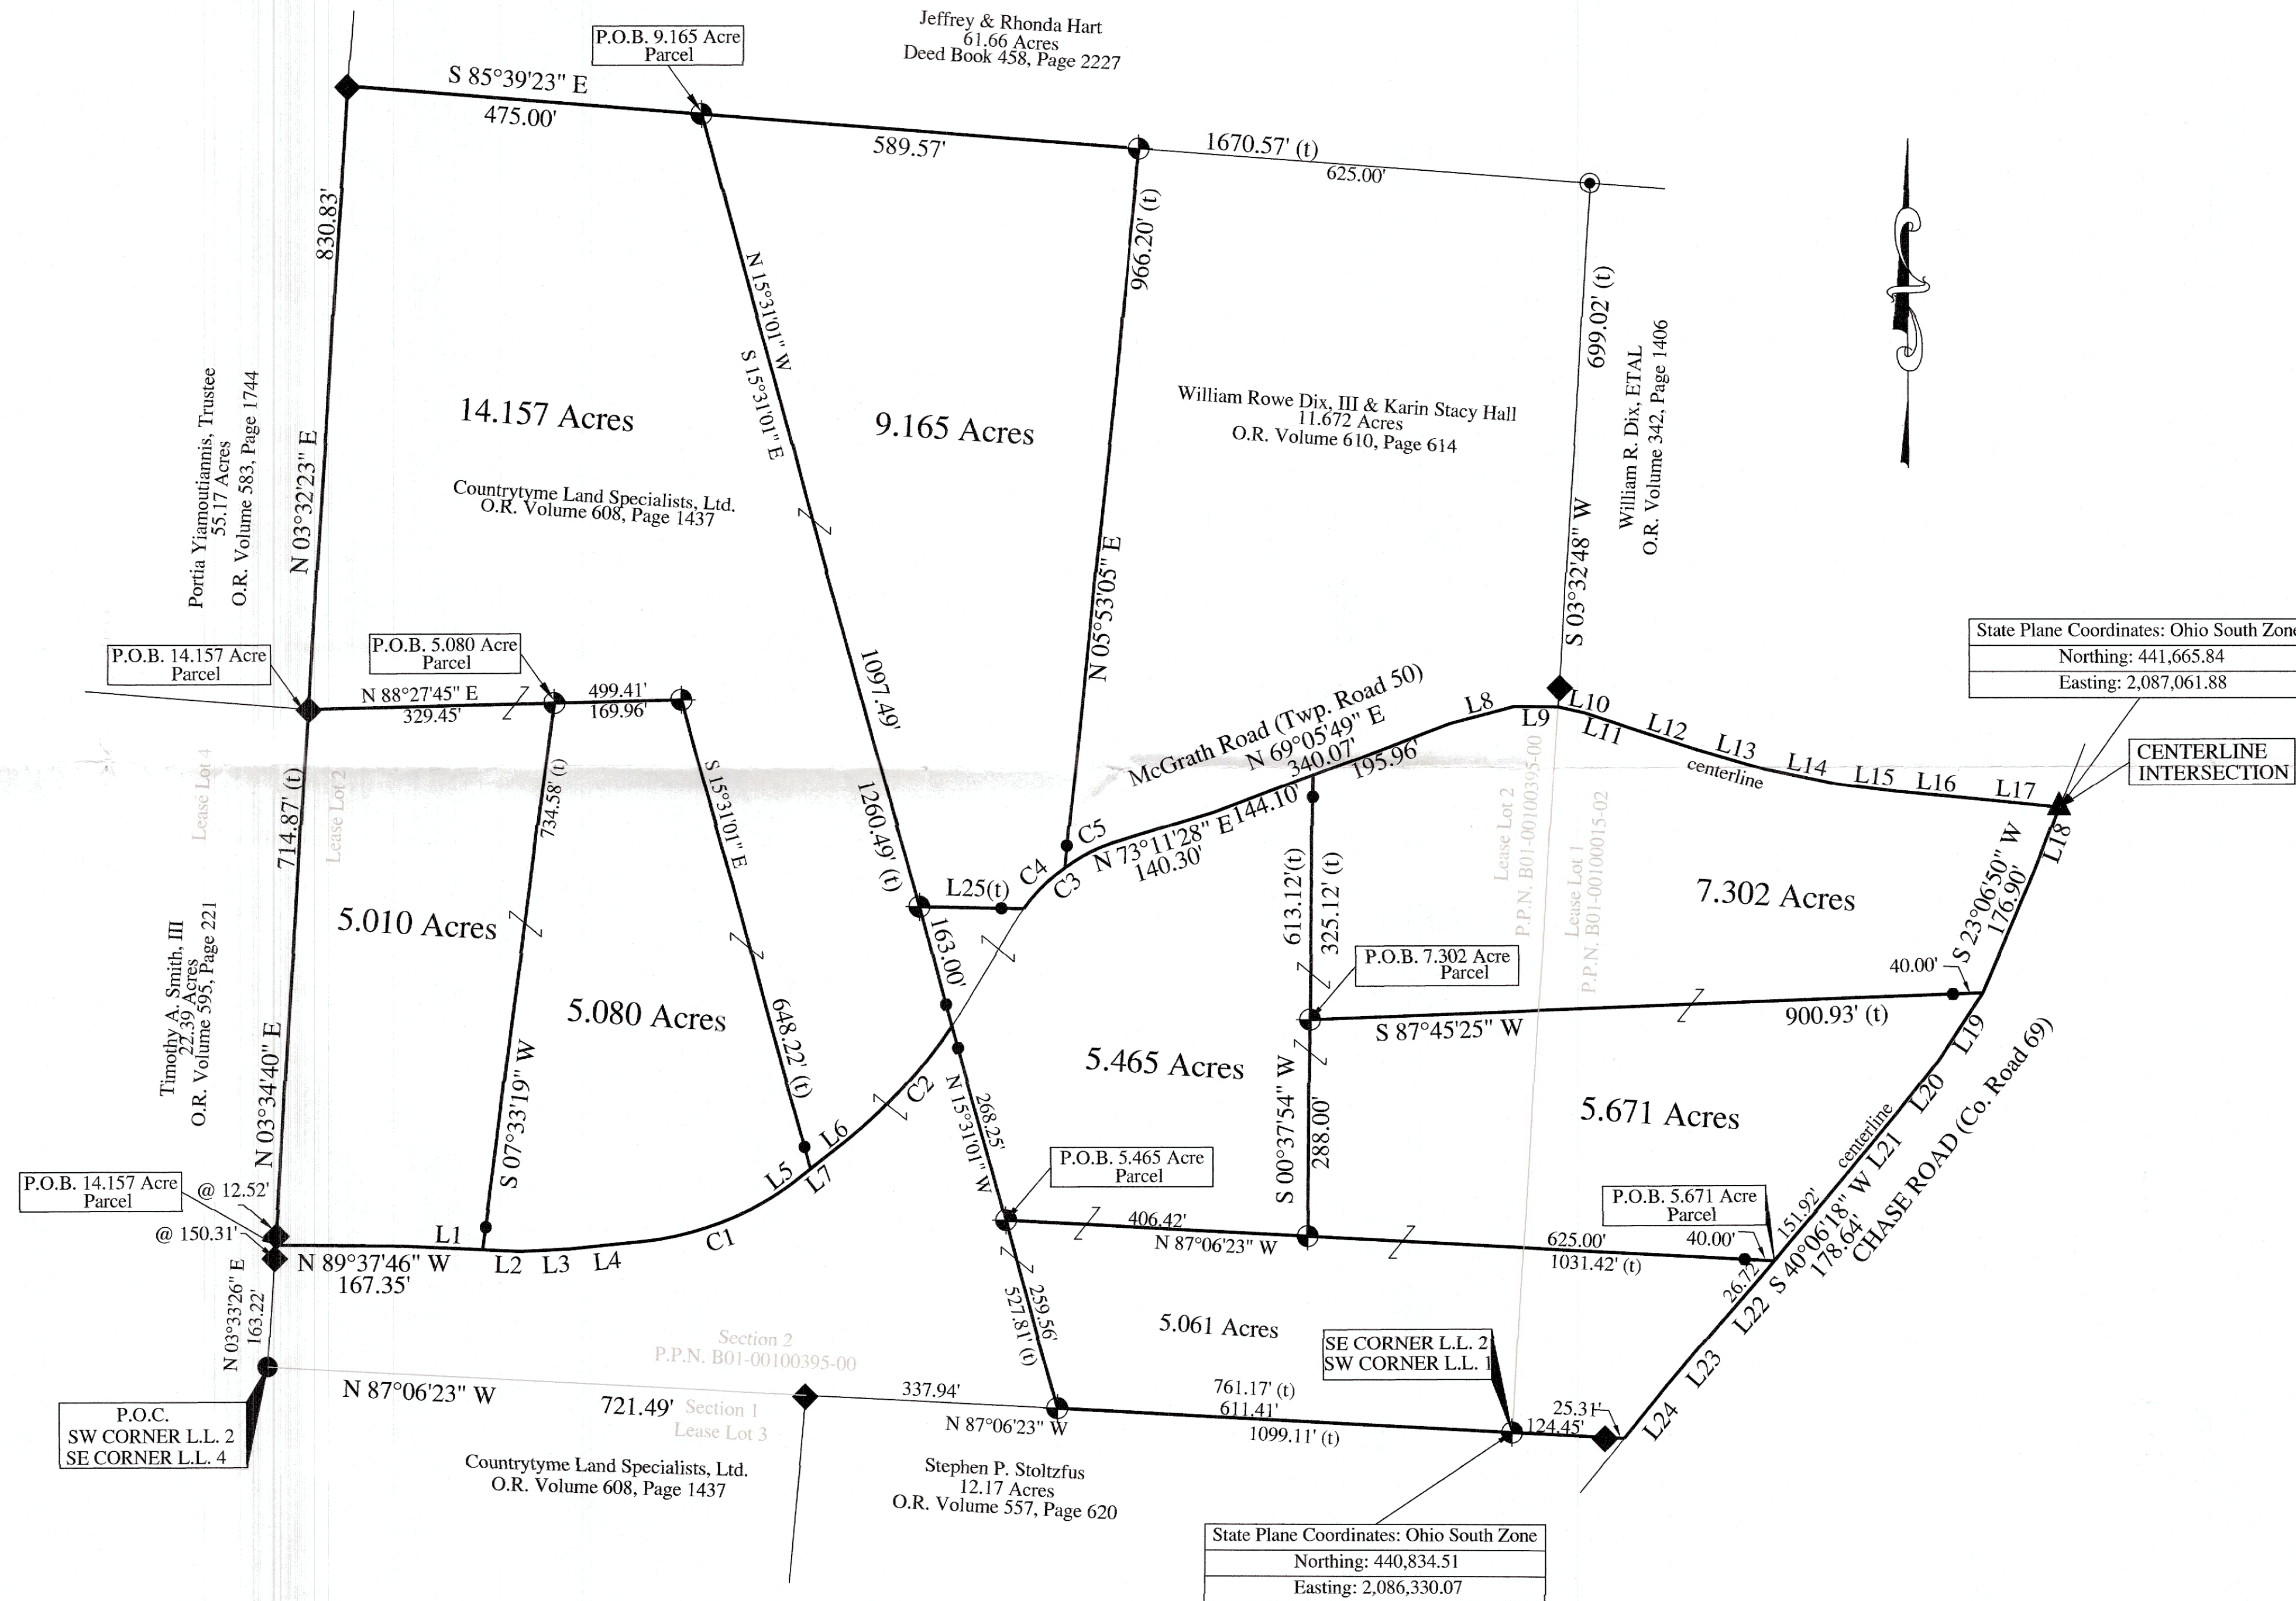 Jeffrey & Rhonda Hart
61.66 Acres
Deed Book 458, Page 2227
P.O.B. 9.165 Acre
Parcel
S 85°39'23" E
475.00'
589.57'
1670.57' (t)
625.00'
830.83'
N 03°32'23" E
N 15°31'01" W
S 15°31'01" E
966.20' (t)
N 05°53'05" E
699.02' (t)
S 03°32'48" W
Portia Yiamoutiannis, Trustee
55.17 Acres
O.R. Volume 583, Page 1744
14.157 Acres
Countrytyme Land Specialists, Ltd.
O.R. Volume 608, Page 1437
9.165 Acres
William Rowe Dix, III & Karin Stacy Hall
11.672 Acres
O.R. Volume 610, Page 614
William R. Dix, ETAL
O.R. Volume 342, Page 1406
State Plane Coordinates: Ohio South Zone
Northing: 441,665.84
Easting: 2,087,061.88
CENTERLINE
INTERSECTION
P.O.B. 14.157 Acre
Parcel
P.O.B. 5.080 Acre
Parcel
N 88°27'45" E
329.45'
499.41'
169.96'
1097.49'
1260.49' (t)
McGrath Road (Twp. Road 50)
N 69°05'49" E
340.07'
195.96'
144.10'
N 73°11'28" E
140.30'
L8
L9
L10
L11
L12
L13
centerline
L14
L15
L16
L17
L18
Lease Lot 4
Lease Lot 2
714.87' (t)
734.58' (t)
S 15°31'01" E
C5
C4
C3
L25(t)
163.00'
613.12'(t)
325.12' (t)
Lease Lot 2
P.P.N. B01-00100395-00
Lease Lot 1
P.P.N. B01-00100015-02
7.302 Acres
S 23°06'50" W
176.90'
40.00'
Timothy A. Smith, III
22.39 Acres
O.R. Volume 595, Page 221
N 03°34'40" E
5.010 Acres
5.080 Acres
S 07°33'19" W
648.22' (t)
P.O.B. 7.302 Acre
Parcel
S 87°45'25" W
900.93' (t)
5.465 Acres
S 00°37'54" W
288.00'
5.671 Acres
L19
L20
L21
centerline
CHASE ROAD (Co. Road 69)
C2
L6
L5
L7
268.25'
N 15°31'01" W
P.O.B. 5.465 Acre
Parcel
P.O.B. 5.671 Acre
Parcel
151.92'
S 40°06'18" W
178.64'
P.O.B. 14.157 Acre
Parcel
@ 12.52'
@ 150.31'
N 89°37'46" W
167.35'
L1
L2
L3
L4
C1
406.42'
N 87°06'23" W
625.00'
40.00'
1031.42' (t)
26.72'
L22
L23
L24
N 03°33'26" E
163.22'
259.56'
527.81' (t)
5.061 Acres
Section 2
P.P.N. B01-00100395-00
SE CORNER L.L. 2
SW CORNER L.L. 1
N 87°06'23" W
721.49'
Section 1
Lease Lot 3
337.94'
N 87°06'23" W
761.17' (t)
611.41'
1099.11' (t)
124.45'
25.31'
P.O.C.
SW CORNER L.L. 2
SE CORNER L.L. 4
Countrytyme Land Specialists, Ltd.
O.R. Volume 608, Page 1437
Stephen P. Stoltzfus
12.17 Acres
O.R. Volume 557, Page 620
State Plane Coordinates: Ohio South Zone
Northing: 440,834.51
Easting: 2,086,330.07